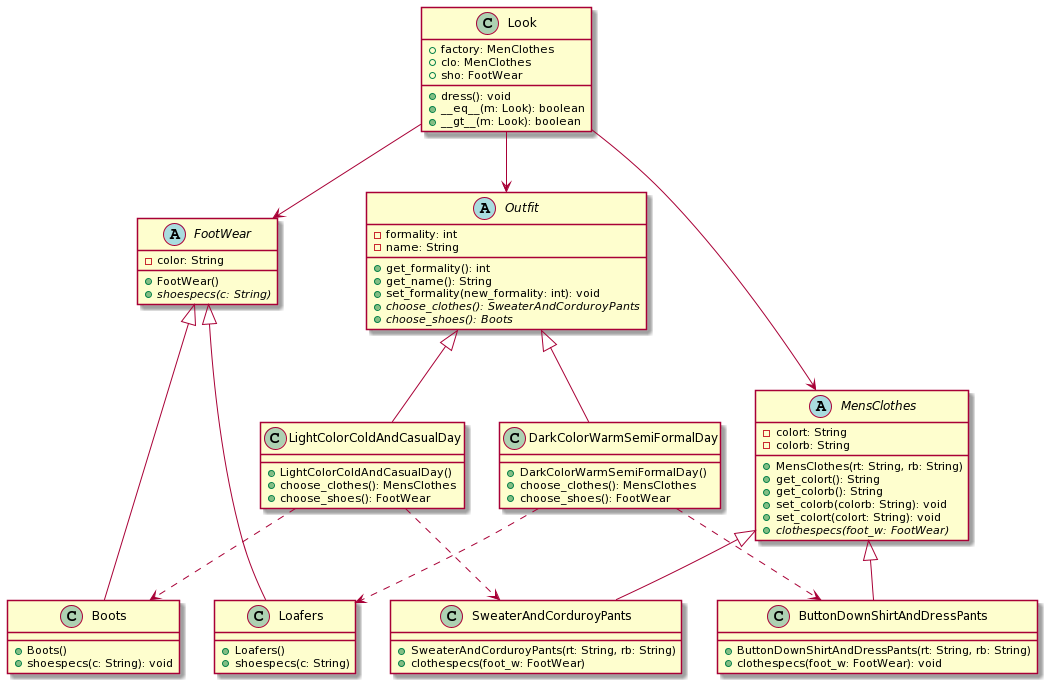 C Look
factory: MenClothes
clo: MenClothes
sho: FootWear
dress(): void
__eq__(m: Look): boolean
__gt__(m: Look): boolean
A FootWear
color: String
FootWear()
shoespecs(c: String)
A Outfit
formality: int
name: String
get_formality(): int
get_name(): String
set_formality(new_formality: int): void
choose_clothes(): SweaterAndCorduroyPants
choose_shoes(): Boots
A MensClothes
colort: String
colorb: String
MensClothes(rt: String, rb: String)
get_colort(): String
get_colorb(): String
set_colorb(colorb: String): void
set_colort(colort: String): void
clothespecs(foot_w: FootWear)
C LightColorColdAndCasualDay
LightColorColdAndCasualDay()
choose_clothes(): MensClothes
choose_shoes(): FootWear
C DarkColorWarmSemiFormalDay
DarkColorWarmSemiFormalDay()
choose_clothes(): MensClothes
choose_shoes(): FootWear
C Boots
Boots()
shoespecs(c: String): void
C Loafers
Loafers()
shoespecs(c: String)
C SweaterAndCorduroyPants
SweaterAndCorduroyPants(rt: String, rb: String)
clothespecs(foot_w: FootWear)
C ButtonDownShirtAndDressPants
ButtonDownShirtAndDressPants(rt: String, rb: String)
clothespecs(foot_w: FootWear): void